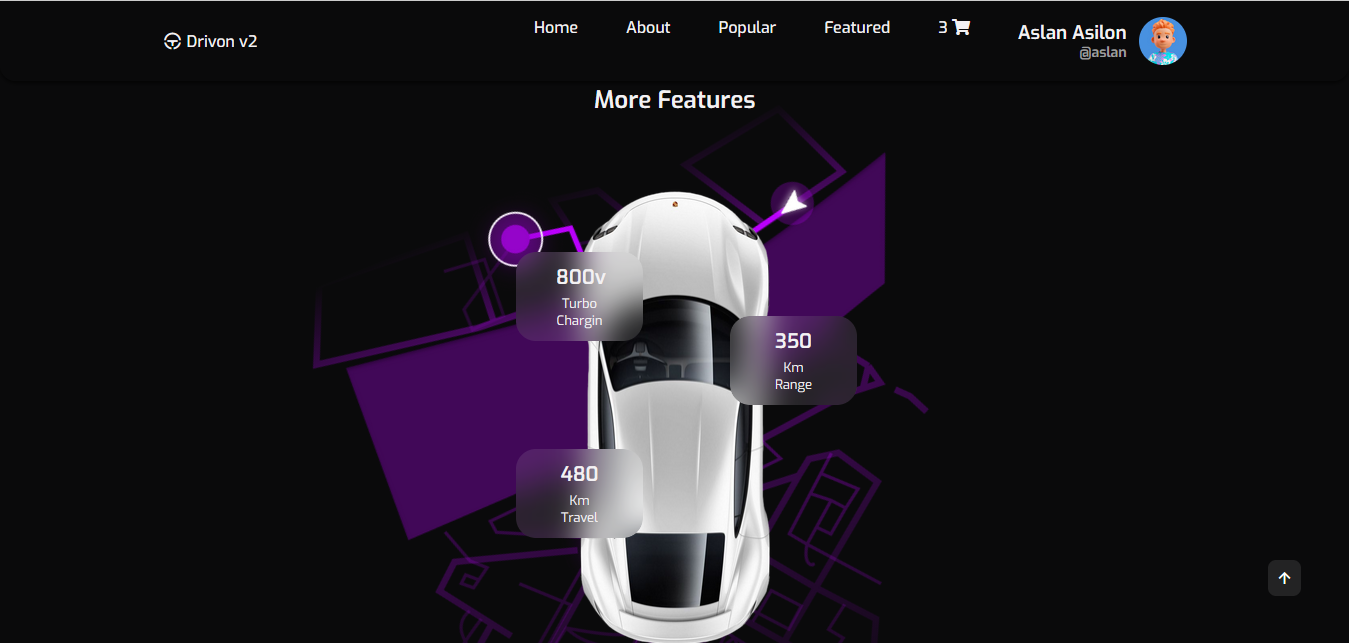 Drivon v2
Home About Popular Featured 3
Aslan Asilon
@aslan
More Features
800v
Turbo
Chargin
350
Km
Range
480
Km
Travel